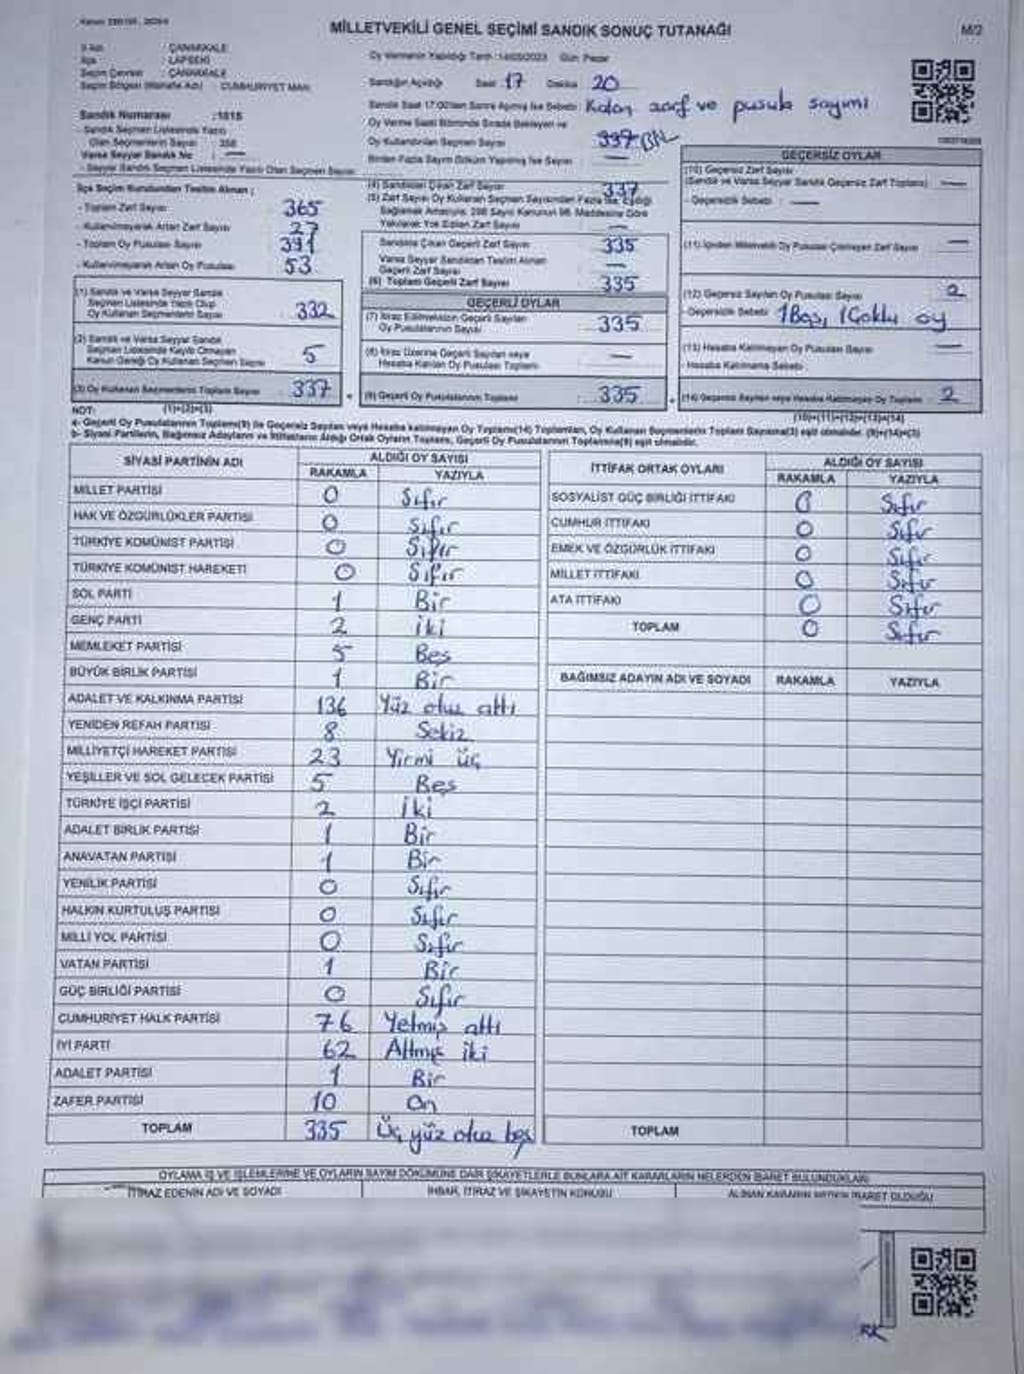 MİLLETVEKİLİ GENEL SEÇİMİ SANDIK SONUÇ TUTANAĞI
M/2
İl Adı : ÇANAKKALE
İlçe : LAPSEKİ
Seçim Çevresi : ÇANAKKALE
Seçim Bölgesi (Mahalle Adı) : CUMHURİYET MAH.
Sandık Numarası :1018
- Sandık Seçmen Listesinde Yazılı
Olan Seçmenlerin Sayısı : 358
Varsa Seyyar Sandık No : —
- Seyyar Sandık Seçmen Listesinde Yazılı Olan Seçmen Sayısı
Oy Vermenin Yapıldığı Tarih :14/05/2023 Gün: Pazar
Sandığın Açıldığı Saat :17 Dakika : 20
Sandık Saat 17:00'den Sonra Açılmış İse Sebebi : Kalan zarf ve pusula sayımı
Oy Verme Saati Bitiminde Sırada Bekleyen ve
Oy Kullandırılan Seçmen Sayısı
337
Birden Fazla Sayım Döküm Yapılmış İse Sayısı : —
İlçe Seçim Kurulundan Teslim Alınan :
- Toplam Zarf Sayısı : 365
- Kullanılmayarak Artan Zarf Sayısı : 27
- Toplam Oy Pusulası Sayısı : 391
- Kullanılmayarak Artan Oy Pusulası : 53
(1) Sandık ve Varsa Seyyar Sandık
Seçmen Listesinde Yazılı Olup
Oy Kullanan Seçmenlerin Sayısı : 332
(2) Sandık ve Varsa Seyyar Sandık
Seçmen Listesinde Kayıtlı Olmayan
Kanun Gereği Oy Kullanan Seçmen Sayısı : 5
(3) Oy Kullanan Seçmenlerin Toplam Sayısı : 337
(1)+(2)=(3)
(4) Sandıktan Çıkan Zarf Sayısı : 337
(5) Zarf Sayısı Oy Kullanan Seçmen Sayısından Fazla İse, Eşitliği
Sağlamak Amacıyla; 298 Sayılı Kanunun 98. Maddesine Göre
Yakılarak Yok Edilen Zarf Sayısı : —
Sandıkta Çıkan Geçerli Zarf Sayısı : 335
Varsa Seyyar Sandıktan Teslim Alınan
Geçerli Zarf Sayısı : —
(6) Toplam Geçerli Zarf Sayısı : 335
GEÇERLİ OYLAR
(7) İtiraz Edilmeksizin Geçerli Sayılan
Oy Pusulalarının Sayısı : 335
(8) İtiraz Üzerine Geçerli Sayılan veya
Hesaba Katılan Oy Pusulası Toplamı : —
(9) Geçerli Oy Pusulalarının Toplamı : 335
GEÇERSİZ OYLAR
(10) Geçersiz Zarf Sayısı
(Sandık ve Varsa Seyyar Sandık Geçersiz Zarf Toplamı) : —
- Geçersizlik Sebebi : —
(11) İçinden Milletvekili Oy Pusulası Çıkmayan Zarf Sayısı : —
(12) Geçersiz Sayılan Oy Pusulası Sayısı : 2
- Geçersizlik Sebebi : 1 Boş, 1 Çoklu oy
(13) Hesaba Katılmayan Oy Pusulası Sayısı : —
- Hesaba Katılmama Sebebi :
(14) Geçersiz Sayılan veya Hesaba Katılmayan Oy Toplamı : 2
(10)+(11)+(12)+(13)=(14)
NOT:
a- Geçerli Oy Pusulalarının Toplamı(9) ile Geçersiz Sayılan veya Hesaba katılmayan Oy Toplamı(14) Toplamları, Oy Kullanan Seçmenlerin Toplam Sayısına(3) eşit olmalıdır. (9)+(14)=(3)
b- Siyasi Partilerin, Bağımsız Adayların ve İttifakların Aldığı Ortak Oyların Toplamı, Geçerli Oy Pusulalarının Toplamına(9) eşit olmalıdır.
SİYASİ PARTİNİN ADI ALDIĞI OY SAYISI
RAKAMLA YAZIYLA
MİLLET PARTİSİ 0 Sıfır
HAK VE ÖZGÜRLÜKLER PARTİSİ 0 Sıfır
TÜRKİYE KOMÜNİST PARTİSİ 0 Sıfır
TÜRKİYE KOMÜNİST HAREKETİ 0 Sıfır
SOL PARTİ 1 Bir
GENÇ PARTİ 2 İki
MEMLEKET PARTİSİ 5 Beş
BÜYÜK BİRLİK PARTİSİ 1 Bir
ADALET VE KALKINMA PARTİSİ 136 Yüz otuz altı
YENİDEN REFAH PARTİSİ 8 Sekiz
MİLLİYETÇİ HAREKET PARTİSİ 23 Yirmi üç
YEŞİLLER VE SOL GELECEK PARTİSİ 5 Beş
TÜRKİYE İŞÇİ PARTİSİ 2 İki
ADALET BİRLİK PARTİSİ 1 Bir
ANAVATAN PARTİSİ 1 Bir
YENİLİK PARTİSİ 0 Sıfır
HALKIN KURTULUŞ PARTİSİ 0 Sıfır
MİLLİ YOL PARTİSİ 0 Sıfır
VATAN PARTİSİ 1 Bir
GÜÇ BİRLİĞİ PARTİSİ 0 Sıfır
CUMHURİYET HALK PARTİSİ 76 Yetmiş altı
İYİ PARTİ 62 Altmış iki
ADALET PARTİSİ 1 Bir
ZAFER PARTİSİ 10 On
TOPLAM 335 Üç yüz otuz beş
İTTİFAK ORTAK OYLARI ALDIĞI OY SAYISI
RAKAMLA YAZIYLA
SOSYALİST GÜÇ BİRLİĞİ İTTİFAKI 0 Sıfır
CUMHUR İTTİFAKI 0 Sıfır
EMEK VE ÖZGÜRLÜK İTTİFAKI 0 Sıfır
MİLLET İTTİFAKI 0 Sıfır
ATA İTTİFAKI 0 Sıfır
TOPLAM 0 Sıfır
BAĞIMSIZ ADAYIN ADI VE SOYADI RAKAMLA YAZIYLA
TOPLAM
OYLAMA İŞ VE İŞLEMLERİNE VE OYLARIN SAYIM DÖKÜMÜNE DAİR ŞİKAYETLERLE BUNLARA AİT KARARLARIN NELERDEN İBARET BULUNDUKLARI
İTİRAZ EDENİN ADI VE SOYADI İHBAR, İTİRAZ VE ŞİKAYETİN KONUSU ALINAN KARARIN NEDEN İBARET OLDUĞU